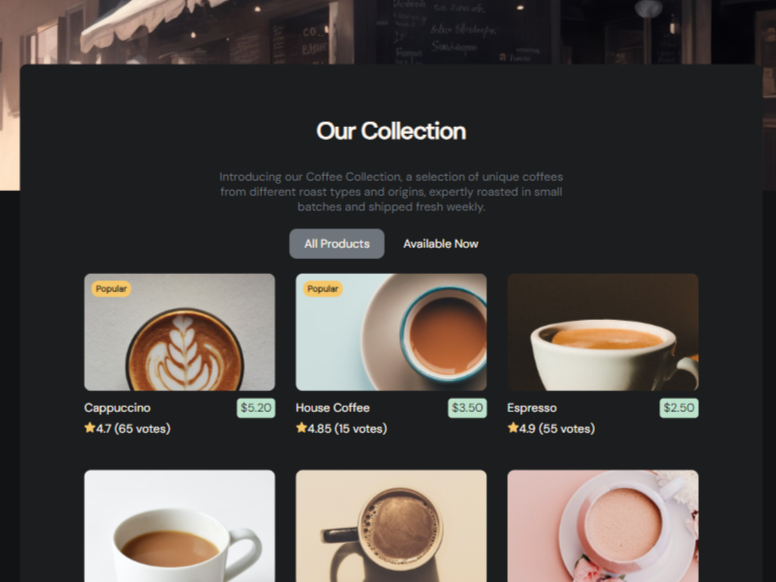 Our Collection
Introducing our Coffee Collection, a selection of unique coffees
from different roast types and origins, expertly roasted in small
batches and shipped fresh weekly.
All Products Available Now
Popular Popular
Cappuccino $5.20 House Coffee $3.50 Espresso $2.50
4.7 (65 votes) 4.85 (15 votes) 4.9 (55 votes)